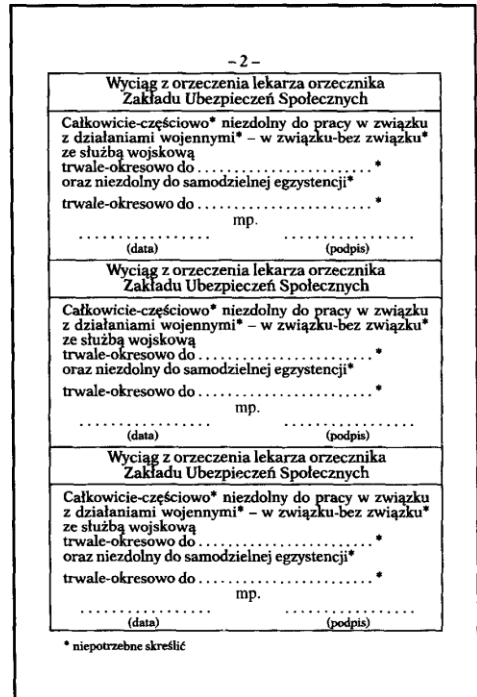 – 2 –
Wyciąg z orzeczenia lekarza orzecznika
Zakładu Ubezpieczeń Społecznych
Całkowicie-częściowo* niezdolny do pracy w związku
z działaniami wojennymi* – w związku-bez związku*
ze służbą wojskową
trwale-okresowo do . . . . . . . . . . . . . . . . . . . . . . *
oraz niezdolny do samodzielnej egzystencji*
trwale-okresowo do . . . . . . . . . . . . . . . . . . . . . . *
mp.
. . . . . . . . . . . . . . . . . . . . . . . . . . . . . . . .
(data) (podpis)
Wyciąg z orzeczenia lekarza orzecznika
Zakładu Ubezpieczeń Społecznych
Całkowicie-częściowo* niezdolny do pracy w związku
z działaniami wojennymi* – w związku-bez związku*
ze służbą wojskową
trwale-okresowo do . . . . . . . . . . . . . . . . . . . . . . *
oraz niezdolny do samodzielnej egzystencji*
trwale-okresowo do . . . . . . . . . . . . . . . . . . . . . . *
mp.
. . . . . . . . . . . . . . . . . . . . . . . . . . . . . . . .
(data) (podpis)
Wyciąg z orzeczenia lekarza orzecznika
Zakładu Ubezpieczeń Społecznych
Całkowicie-częściowo* niezdolny do pracy w związku
z działaniami wojennymi* – w związku-bez związku*
ze służbą wojskową
trwale-okresowo do . . . . . . . . . . . . . . . . . . . . . . *
oraz niezdolny do samodzielnej egzystencji*
trwale-okresowo do . . . . . . . . . . . . . . . . . . . . . . *
mp.
. . . . . . . . . . . . . . . . . . . . . . . . . . . . . . . .
(data) (podpis)
* niepotrzebne skreślić